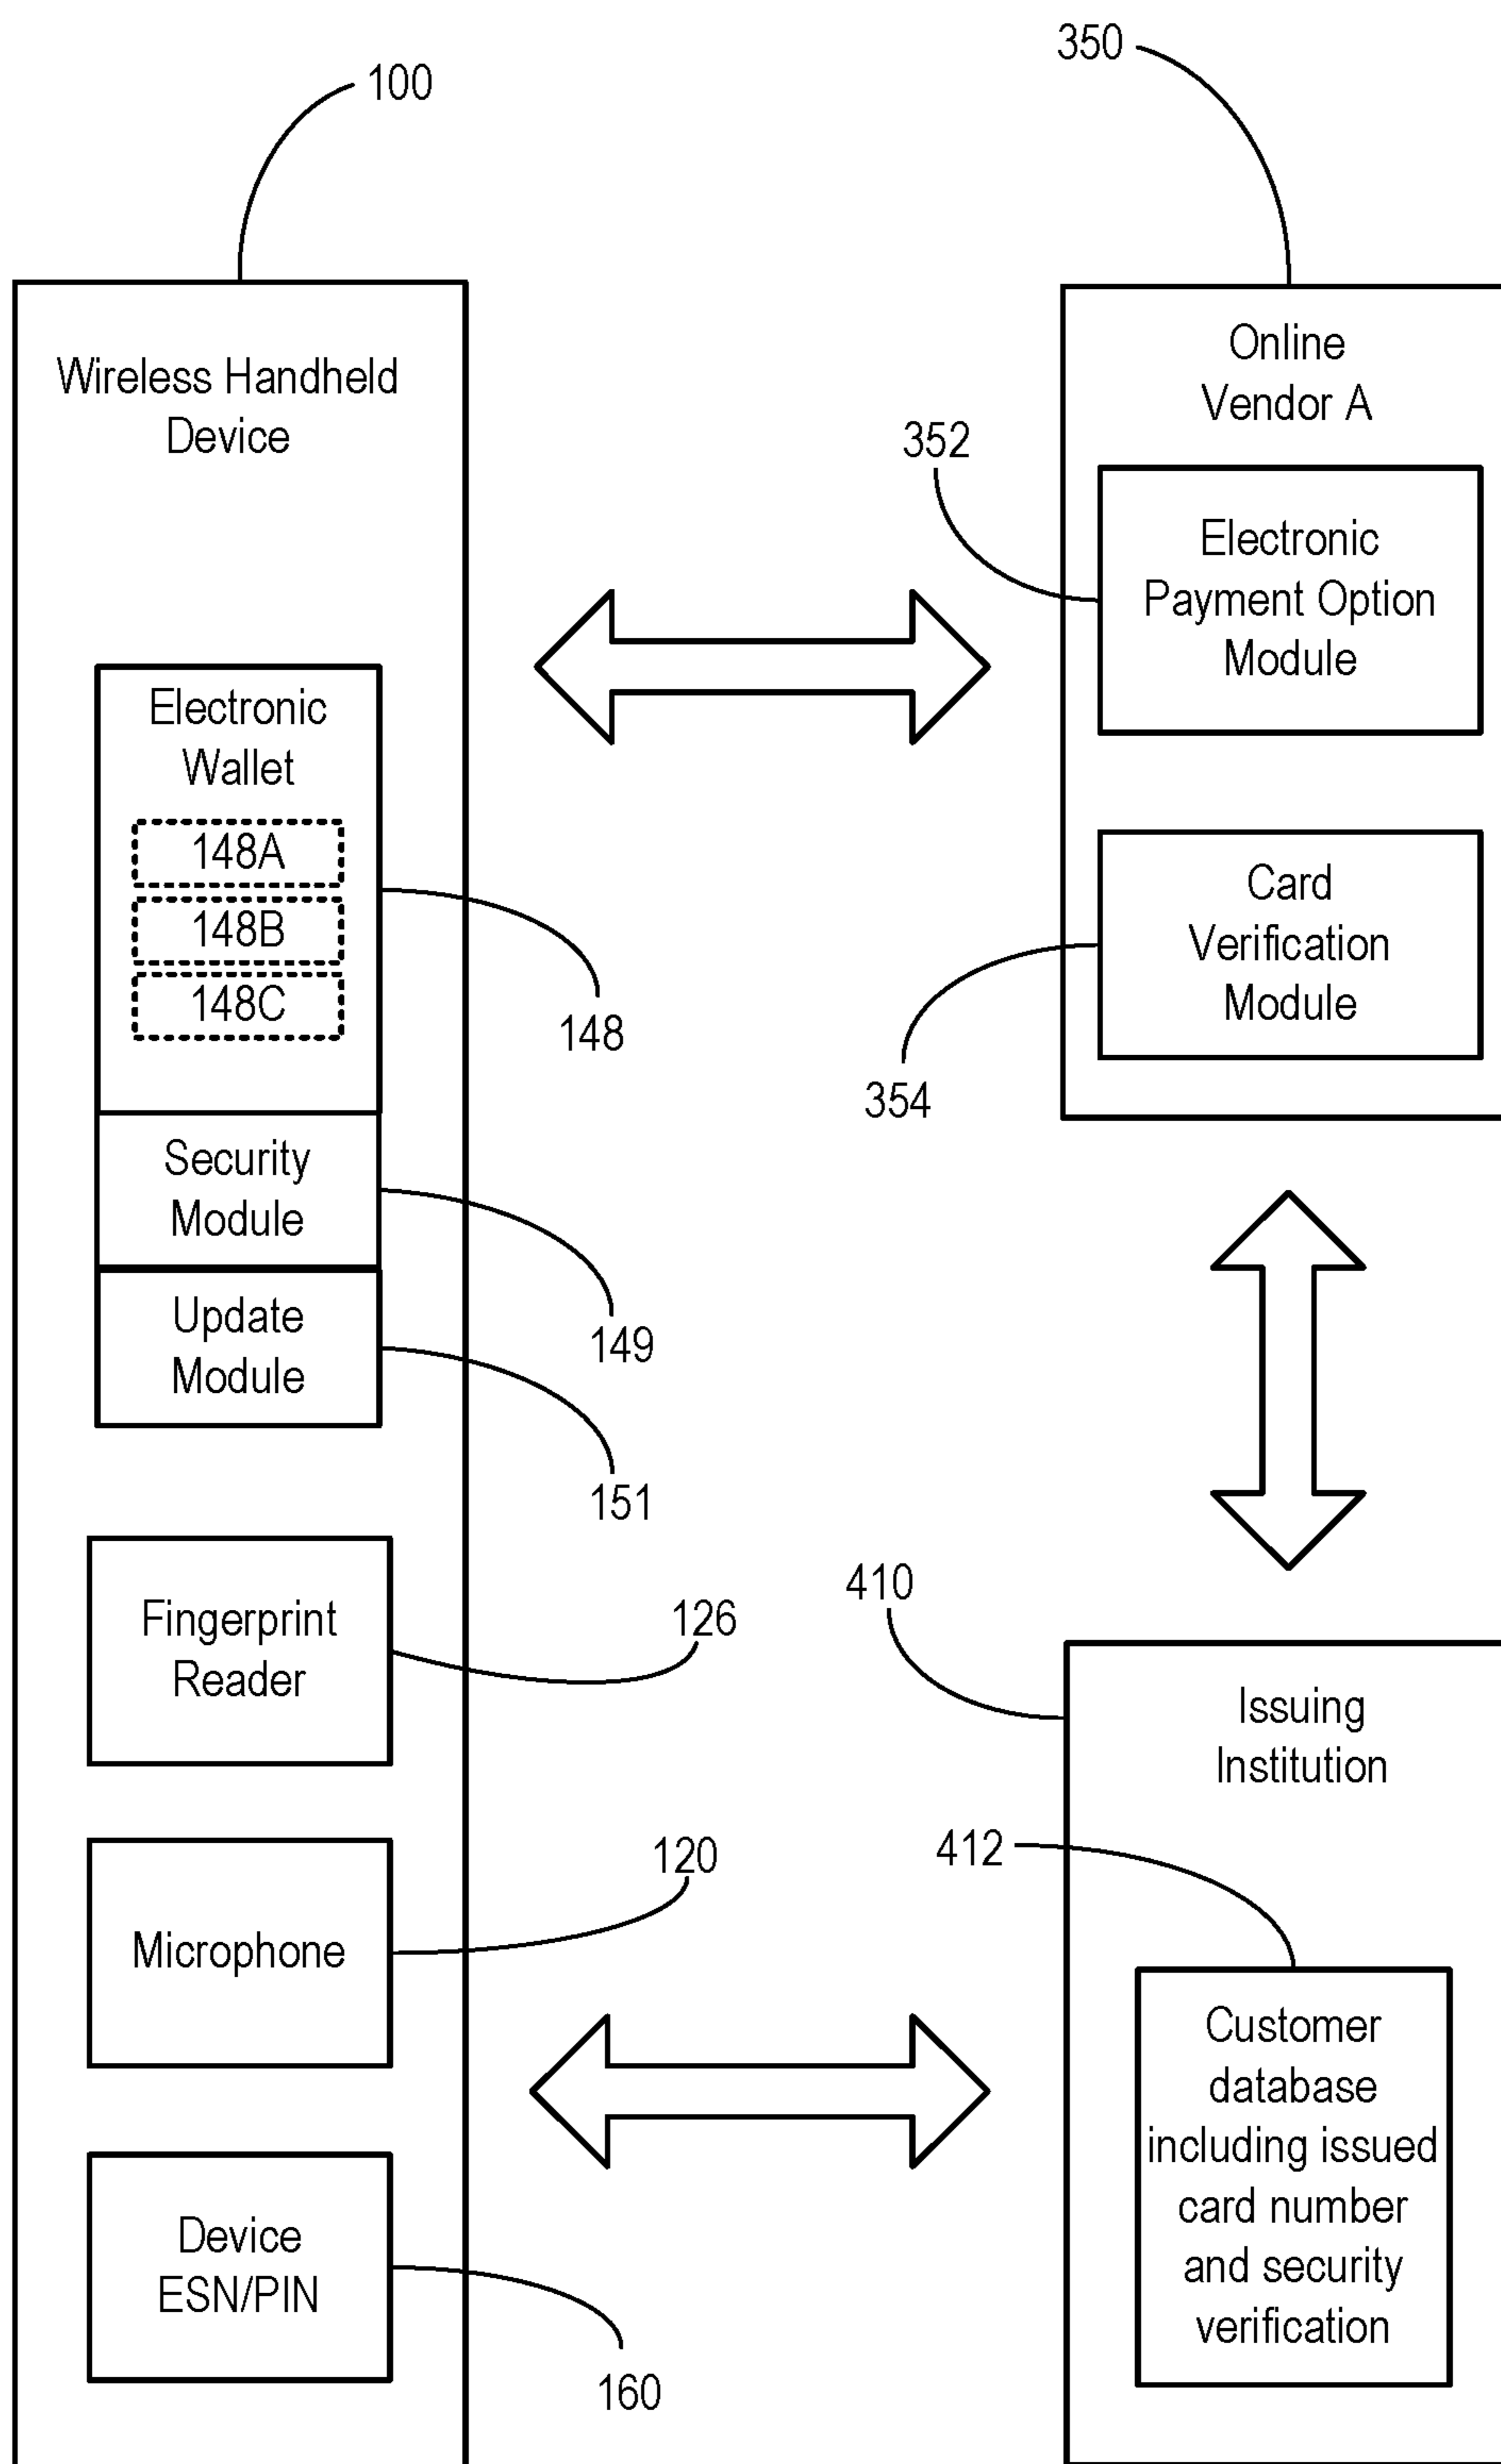 100
350
Wireless Handheld
Device
Online
Vendor A
352
Electronic
Payment Option
Module
Electronic
Wallet
148A
148B
148C
148
Card
Verification
Module
354
Security
Module
149
Update
Module
151
Fingerprint
Reader
126
410
Issuing
Institution
Microphone
120
412
Customer
database
including issued
card number
and security
verification
Device
ESN/PIN
160